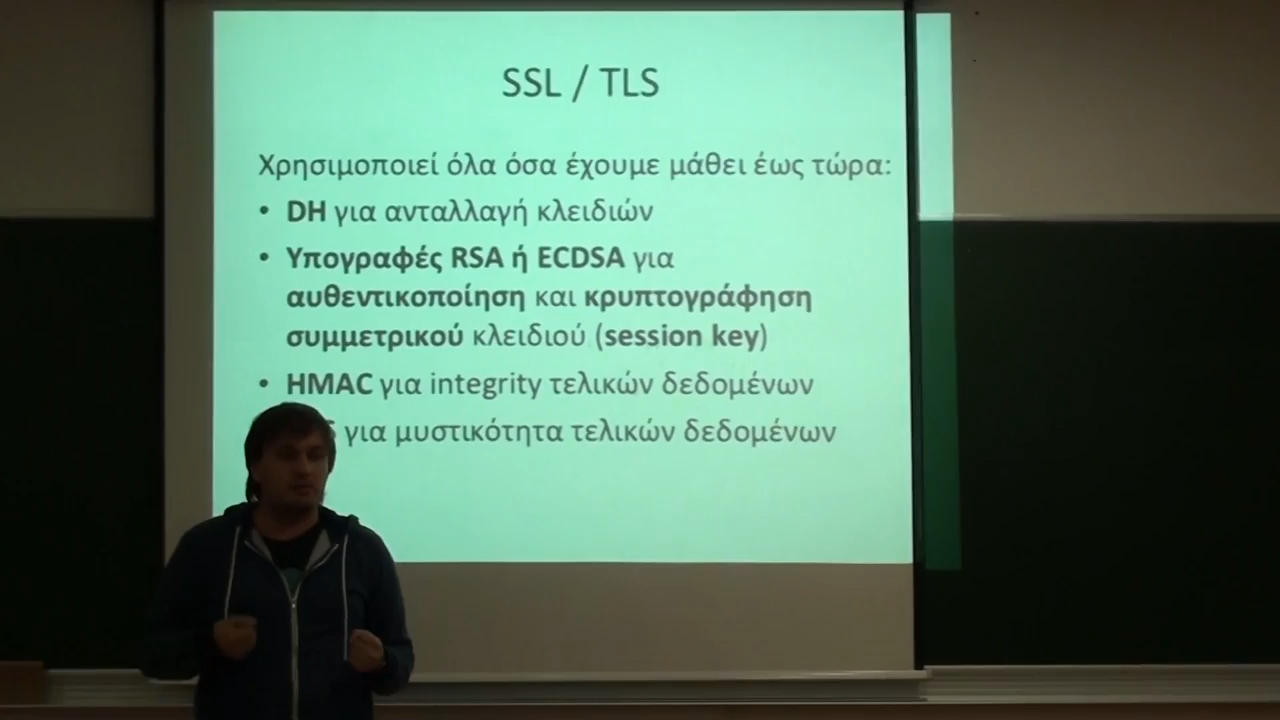 SSL / TLS
Χρησιμοποιεί όλα όσα έχουμε μάθει έως τώρα:
• DH για ανταλλαγή κλειδιών
• Υπογραφές RSA ή ECDSA για
αυθεντικοποίηση και κρυπτογράφηση
συμμετρικού κλειδιού (session key)
• HMAC για integrity τελικών δεδομένων
για μυστικότητα τελικών δεδομένων